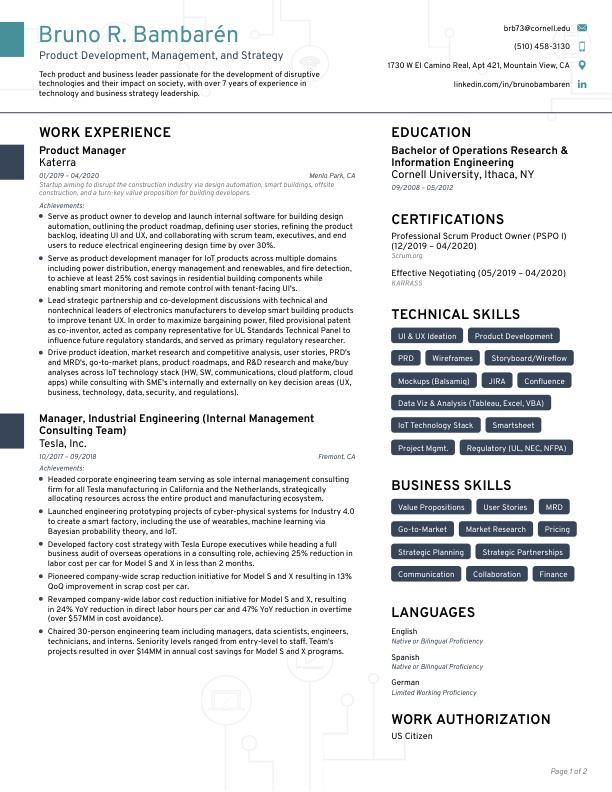 Bruno R. Bambarén
Product Development, Management, and Strategy
Tech product and business leader passionate for the development of disruptive
technologies and their impact on society, with over 7 years of experience in
technology and business strategy leadership.
brb73@cornell.edu
(510) 458-3130
1730 W El Camino Real, Apt 421, Mountain View, CA
linkedin.com/in/brunobambaren
WORK EXPERIENCE
Product Manager
Katerra
01/2019 – 04/2020 Menlo Park, CA
Startup aiming to disrupt the construction industry via design automation, smart buildings, offsite
construction, and a turn-key value proposition for building developers.
Achievements:
Serve as product owner to develop and launch internal software for building design
automation, outlining the product roadmap, defining user stories, refining the product
backlog, ideating UI and UX, and collaborating with scrum team, executives, and end
users to reduce electrical engineering design time by over 30%.
Serve as product development manager for IoT products across multiple domains
including power distribution, energy management and renewables, and fire detection,
to achieve at least 25% cost savings in residential building components while
enabling smart monitoring and remote control with tenant-facing UI's.
Lead strategic partnership and co-development discussions with technical and
nontechnical leaders of electronics manufacturers to develop smart building products
to improve tenant UX. In order to maximize bargaining power, filed provisional patent
as co-inventor, acted as company representative for UL Standards Technical Panel to
influence future regulatory standards, and served as primary regulatory researcher.
Drive product ideation, market research and competitive analysis, user stories, PRD's
and MRD's, go-to-market plans, product roadmaps, and R&D research and make/buy
analyses across IoT technology stack (HW, SW, communications, cloud platform, cloud
apps) while consulting with SME's internally and externally on key decision areas (UX,
business, technology, data, security, and regulations).
Manager, Industrial Engineering (Internal Management
Consulting Team)
Tesla, Inc.
10/2017 – 09/2018 Fremont, CA
Achievements:
Headed corporate engineering team serving as sole internal management consulting
firm for all Tesla manufacturing in California and the Netherlands, strategically
allocating resources across the entire product and manufacturing ecosystem.
Launched engineering prototyping projects of cyber-physical systems for Industry 4.0
to create a smart factory, including the use of wearables, machine learning via
Bayesian probability theory, and IoT.
Developed factory cost strategy with Tesla Europe executives while heading a full
business audit of overseas operations in a consulting role, achieving 25% reduction in
labor cost per car for Model S and X in less than 2 months.
Pioneered company-wide scrap reduction initiative for Model S and X resulting in 13%
QoQ improvement in scrap cost per car.
Revamped company-wide labor cost reduction initiative for Model S and X, resulting
in 24% YoY reduction in direct labor hours per car and 47% YoY reduction in overtime
(over $57MM in cost avoidance).
Chaired 30-person engineering team including managers, data scientists, engineers,
technicians, and interns. Seniority levels ranged from entry-level to staff. Team's
projects resulted in over $14MM in annual cost savings for Model S and X programs.
EDUCATION
Bachelor of Operations Research &
Information Engineering
Cornell University, Ithaca, NY
09/2008 – 05/2012
CERTIFICATIONS
Professional Scrum Product Owner (PSPO I)
(12/2019 – 04/2020)
Scrum.org
Effective Negotiating (05/2019 – 04/2020)
KARRASS
TECHNICAL SKILLS
UI & UX Ideation Product Development
PRD Wireframes Storyboard/Wireflow
Mockups (Balsamiq) JIRA Confluence
Data Viz & Analysis (Tableau, Excel, VBA)
IoT Technology Stack Smartsheet
Project Mgmt. Regulatory (UL, NEC, NFPA)
BUSINESS SKILLS
Value Propositions User Stories MRD
Go-to-Market Market Research Pricing
Strategic Planning Strategic Partnerships
Communication Collaboration Finance
LANGUAGES
English
Native or Bilingual Proficiency
Spanish
Native or Bilingual Proficiency
German
Limited Working Proficiency
WORK AUTHORIZATION
US Citizen
Page 1 of 2